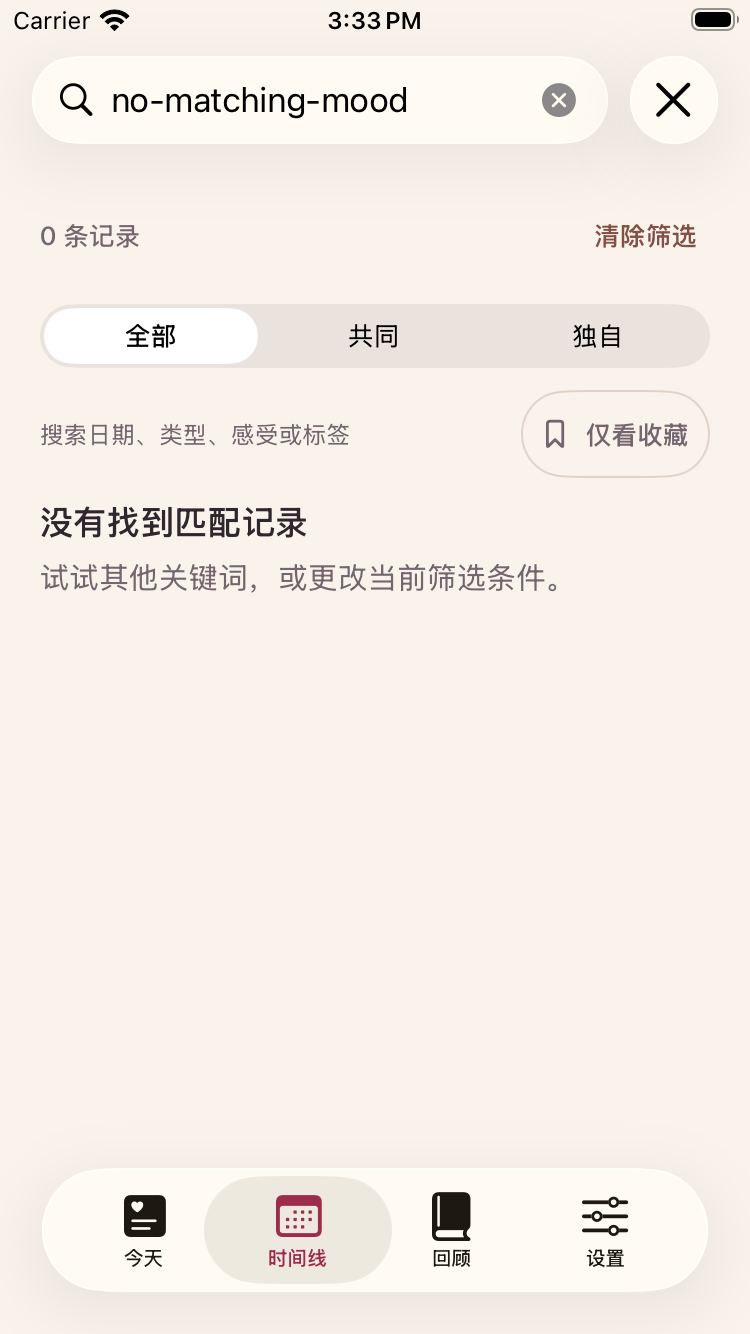 Carrier 3:33 PM
no-matching-mood
0 条记录 清除筛选
全部 共同 独自
搜索日期、类型、感受或标签 仅看收藏
没有找到匹配记录
试试其他关键词，或更改当前筛选条件。
今天 时间线 回顾 设置